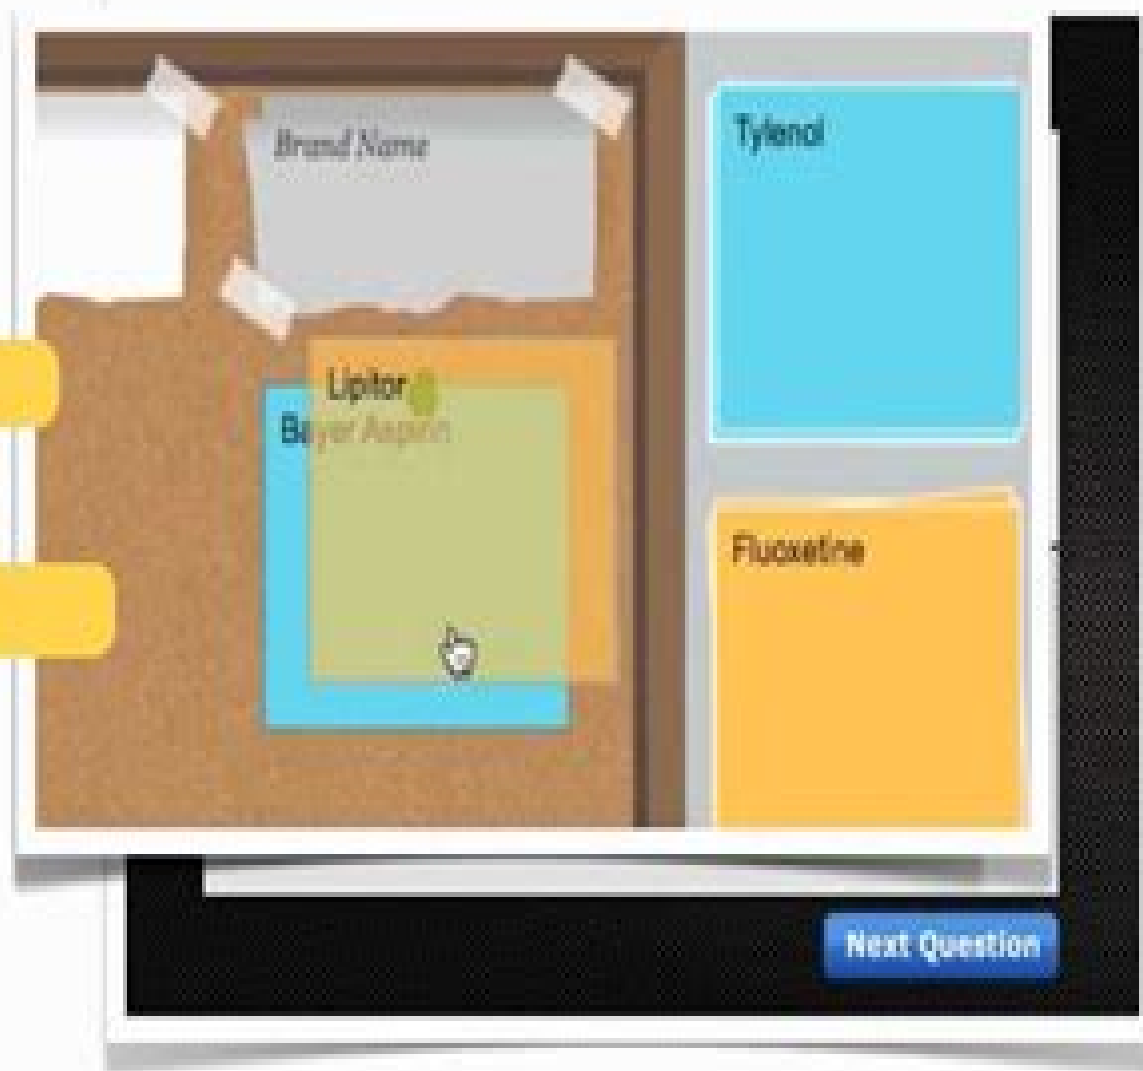 Brand Name
Tylenol
Lipitor
Bayer Aspirin
Fluoxetine
Next Question